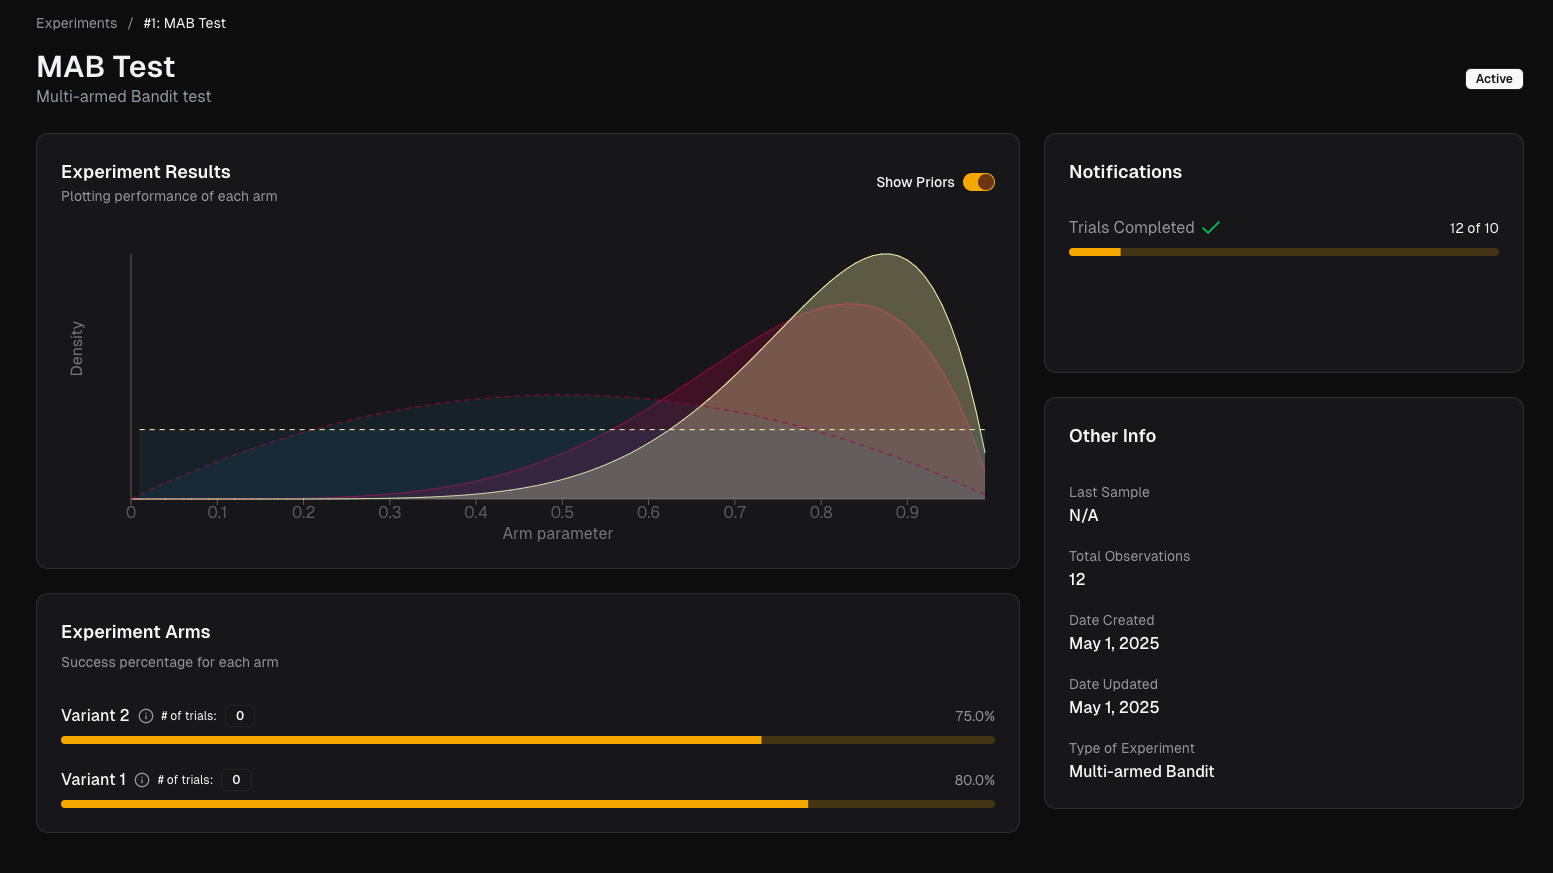 Experiments / #1: MAB Test
MAB Test
Multi-armed Bandit test
Active
Experiment Results
Plotting performance of each arm
Show Priors
Density
0 0.1 0.2 0.3 0.4 0.5 0.6 0.7 0.8 0.9
Arm parameter
Experiment Arms
Success percentage for each arm
Variant 2 # of trials: 0 75.0%
Variant 1 # of trials: 0 80.0%
Notifications
Trials Completed 12 of 10
Other Info
Last Sample
N/A
Total Observations
12
Date Created
May 1, 2025
Date Updated
May 1, 2025
Type of Experiment
Multi-armed Bandit